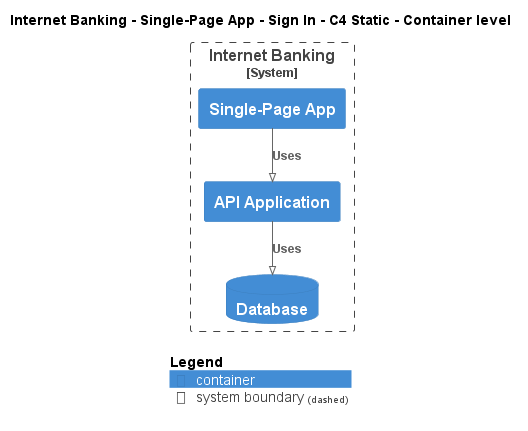 Internet Banking - Single-Page App - Sign In - C4 Static - Container level
Internet Banking
[System]
Single-Page App
Uses
API Application
Uses
Database
Legend
container
system boundary (dashed)